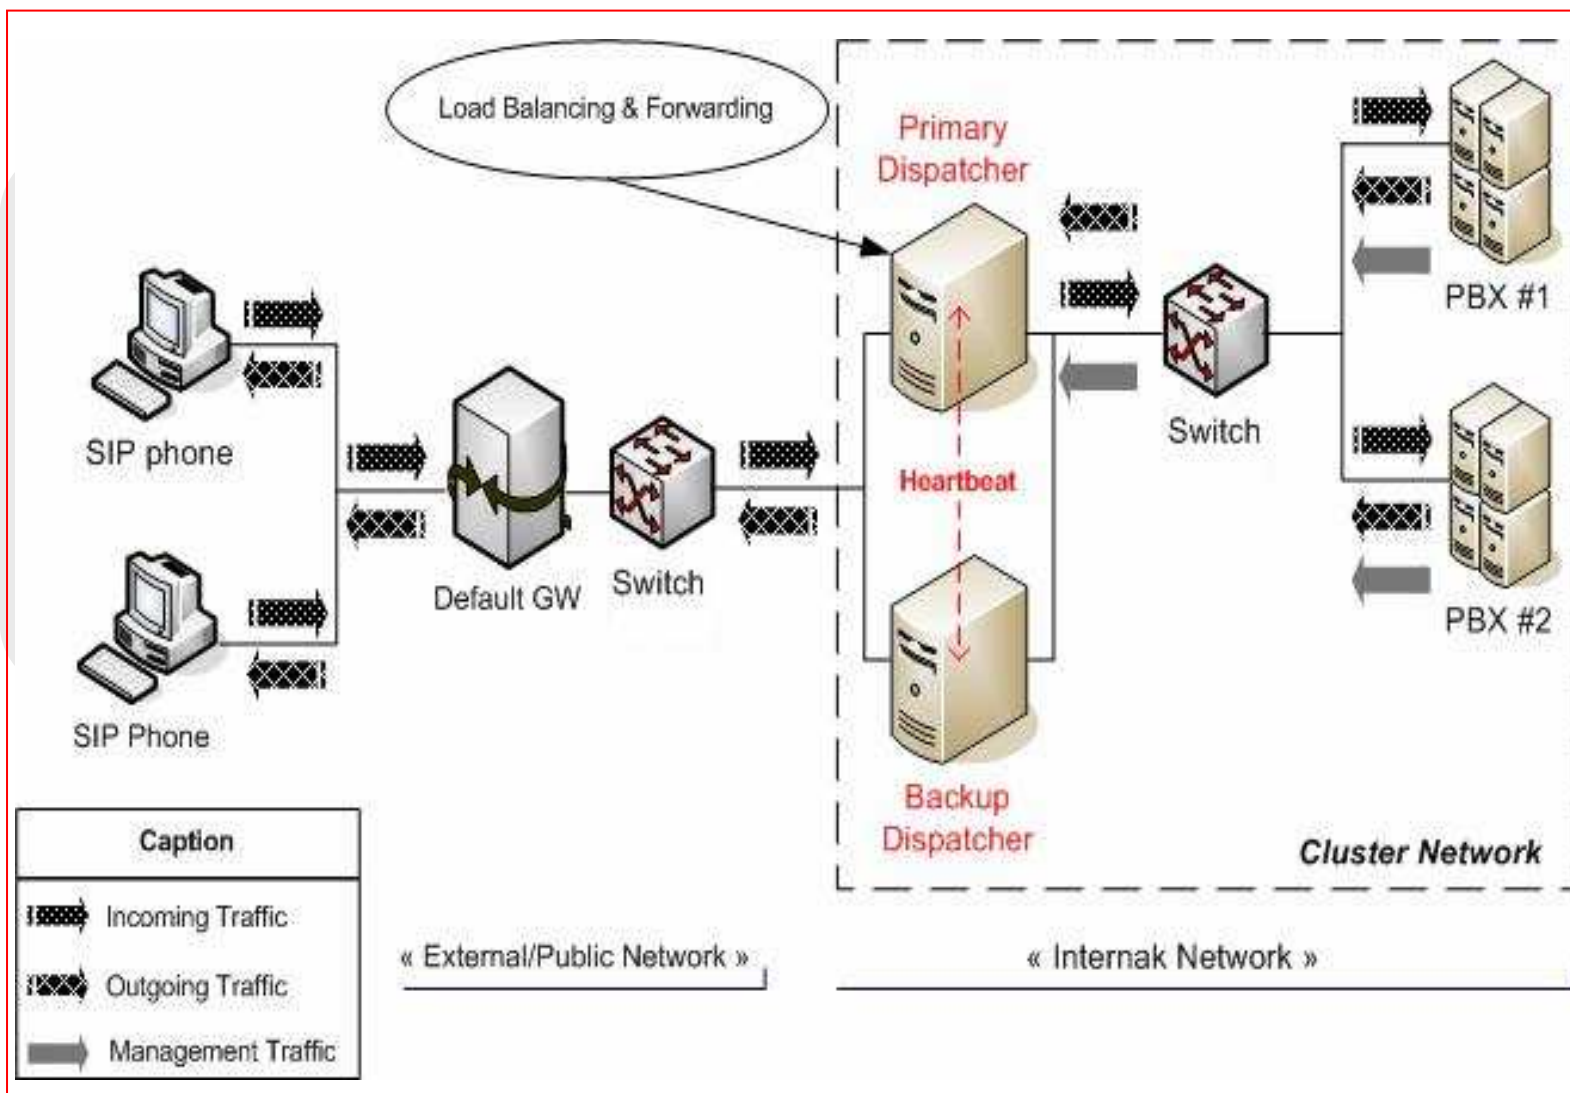 Load Balancing & Forwarding
Primary
Dispatcher
PBX #1
SIP phone
Switch
Heartbeat
Default GW
Switch
PBX #2
SIP Phone
Backup
Dispatcher
Cluster Network
Caption
Incoming Traffic
Outgoing Traffic
Management Traffic
« External/Public Network »
« Internak Network »